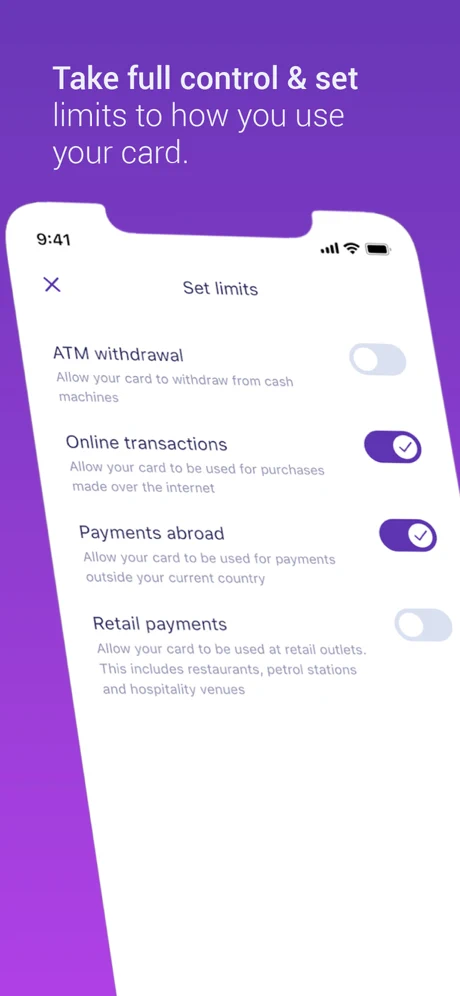 Take full control & set
limits to how you use
your card.
9:41
Set limits
ATM withdrawal
Allow your card to withdraw from cash
machines
Online transactions
Allow your card to be used for purchases
made over the internet
Payments abroad
Allow your card to be used for payments
outside your current country
Retail payments
Allow your card to be used at retail outlets.
This includes restaurants, petrol stations
and hospitality venues